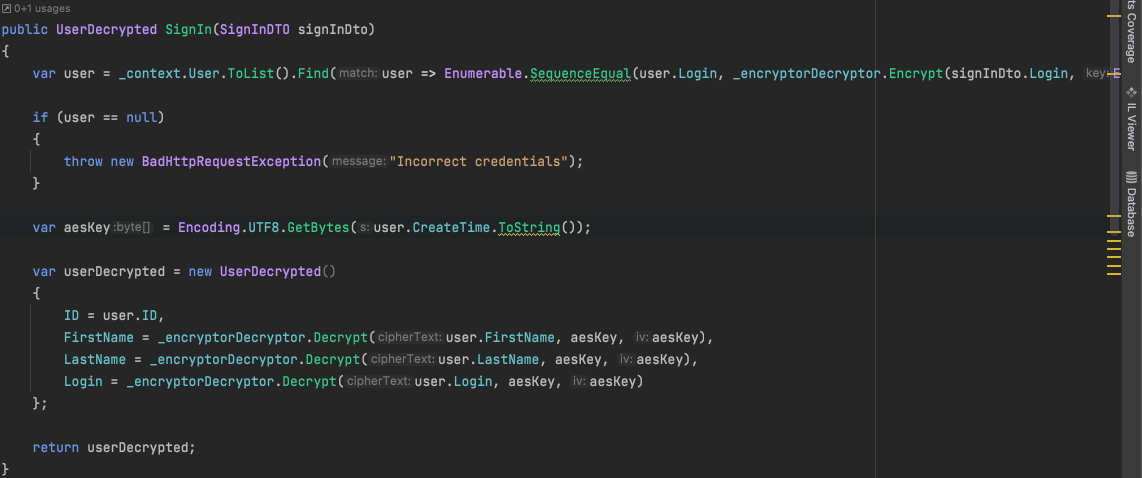 0+1 usages
public UserDecrypted SignIn(SignInDTO signInDto)
{
var user = _context.User.ToList().Find( match: user => Enumerable.SequenceEqual(user.Login, _encryptorDecryptor.Encrypt(signInDto.Login, key: E
if (user == null)
{
throw new BadHttpRequestException( message: "Incorrect credentials");
}
var aesKey :byte[] = Encoding.UTF8.GetBytes( s: user.CreateTime.ToString());
var userDecrypted = new UserDecrypted()
{
ID = user.ID,
FirstName = _encryptorDecryptor.Decrypt( cipherText: user.FirstName, aesKey, iv: aesKey),
LastName = _encryptorDecryptor.Decrypt( cipherText: user.LastName, aesKey, iv: aesKey),
Login = _encryptorDecryptor.Decrypt( cipherText: user.Login, aesKey, iv: aesKey)
};
return userDecrypted;
}
ts Coverage
IL Viewer
Database